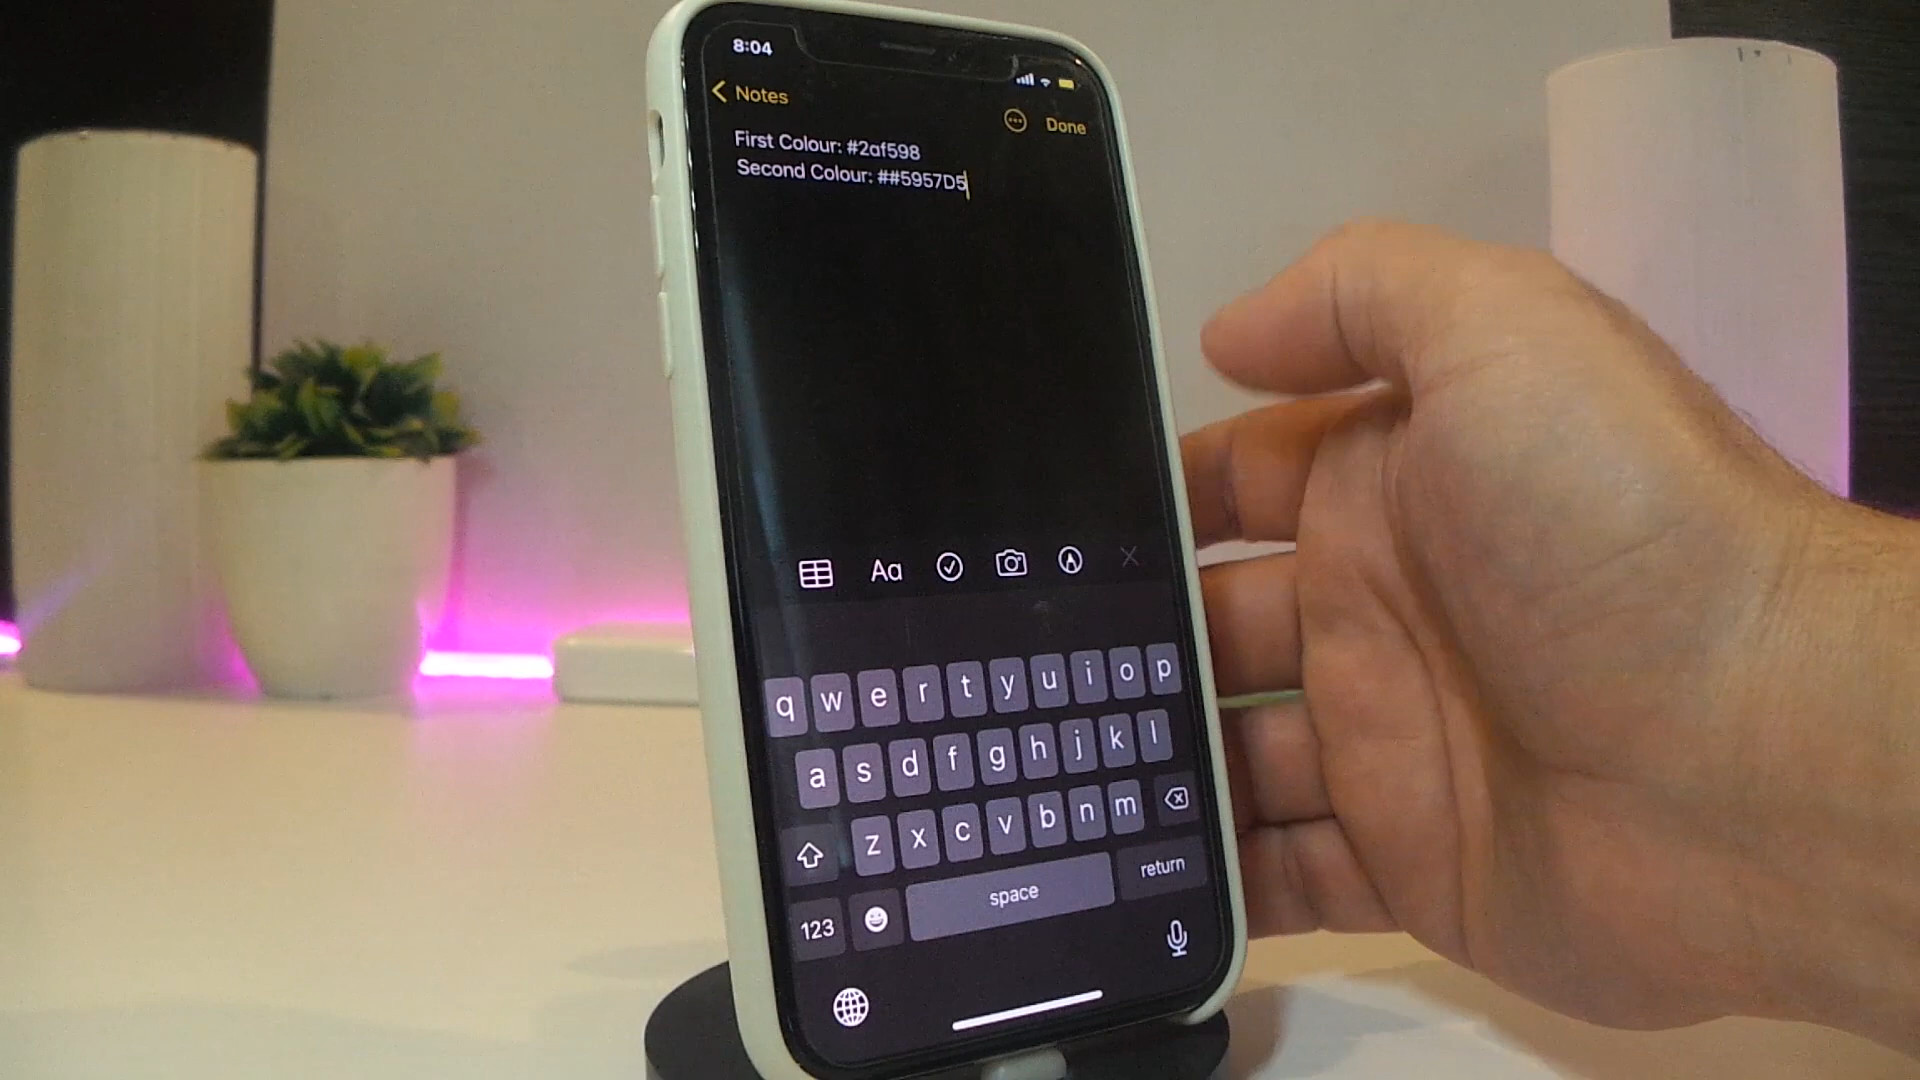 8:04
Notes
Done
First Colour: #2af598
Second Colour: ##5957D5
Aa
q w e r t y u i o p
a s d f g h j k l
z x c v b n m
123 space return